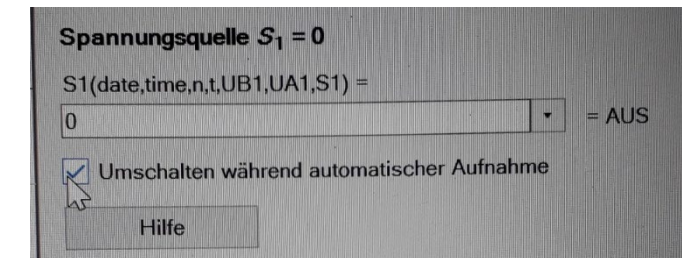 Spannungsquelle S₁ = 0
S1(date,time,n,t,UB1,UA1,S1) =
0 = AUS
Umschalten während automatischer Aufnahme
Hilfe